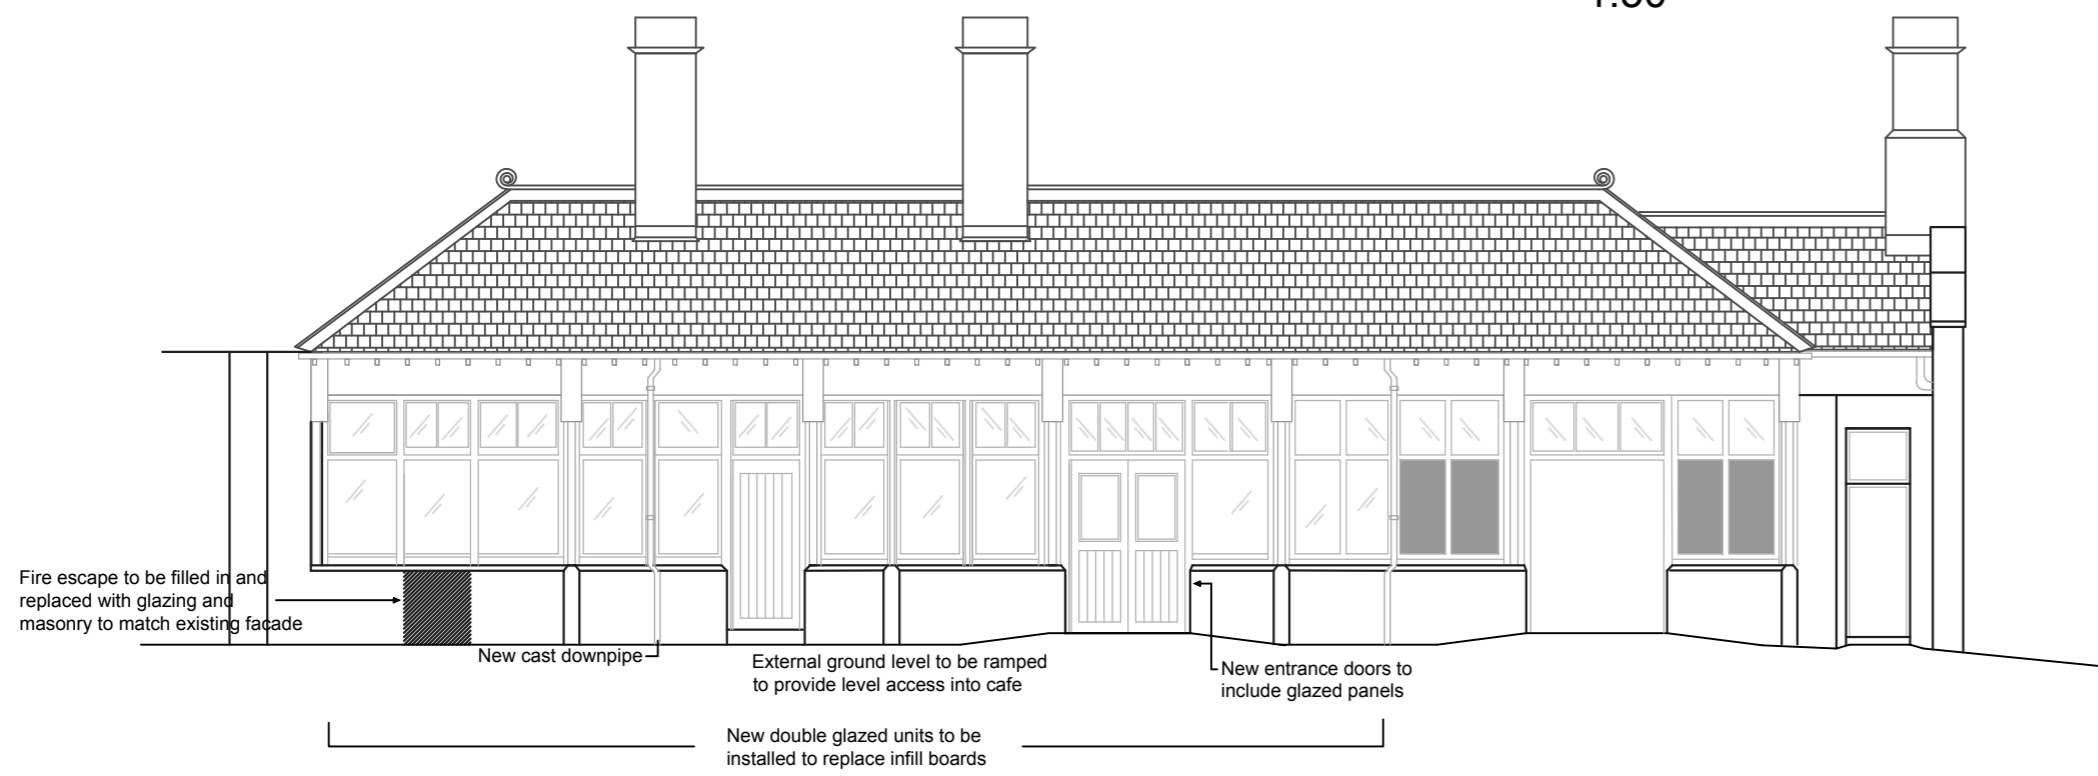 Fire escape to be filled in and
replaced with glazing and
masonry to match existing facade
New cast downpipe
External ground level to be ramped
to provide level access into cafe
New entrance doors to
include glazed panels
New double glazed units to be
installed to replace infill boards